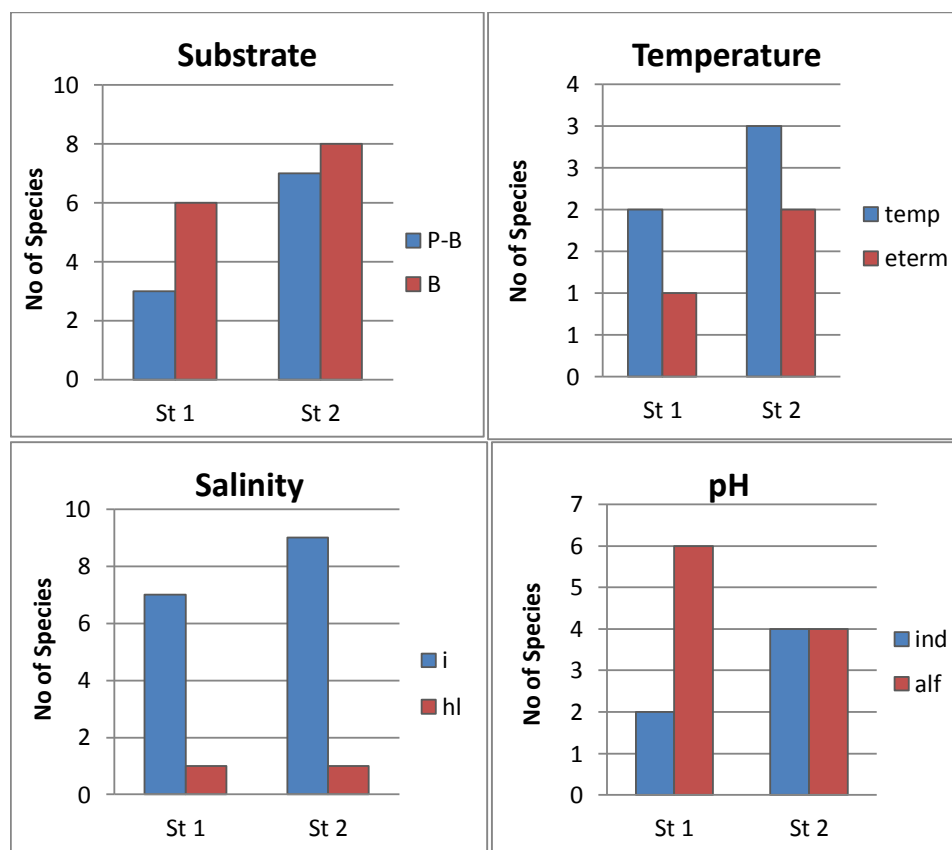 Substrate
No of Species
10
8
6
4
2
0
St 1
St 2
P-B
B
Temperature
No of Species
4
3
3
2
2
1
1
0
St 1
St 2
temp
eterm
Salinity
No of Species
10
8
6
4
2
0
St 1
St 2
i
hl
pH
No of Species
7
6
5
4
3
2
1
0
St 1
St 2
ind
alf